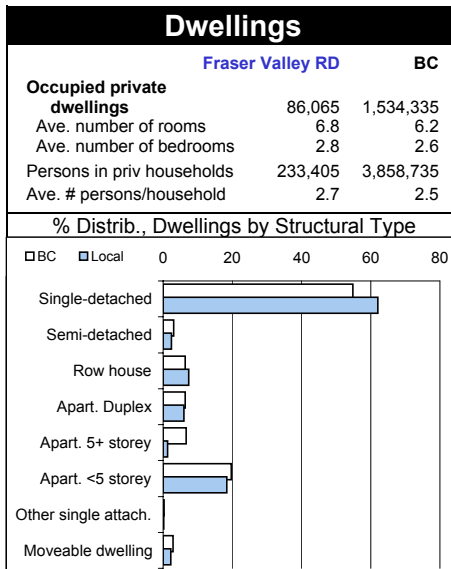 Dwellings
Fraser Valley RD BC
Occupied private
dwellings 86,065 1,534,335
Ave. number of rooms 6.8 6.2
Ave. number of bedrooms 2.8 2.6
Persons in priv households 233,405 3,858,735
Ave. # persons/household 2.7 2.5
% Distrib., Dwellings by Structural Type
BC Local 0 20 40 60 80
Single-detached
Semi-detached
Row house
Apart. Duplex
Apart. 5+ storey
Apart. <5 storey
Other single attach.
Moveable dwelling